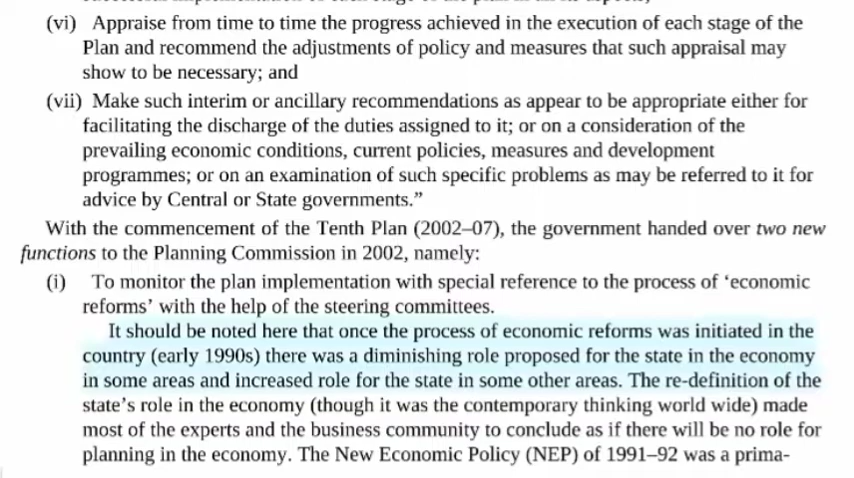 (vi) Appraise from time to time the progress achieved in the execution of each stage of the
Plan and recommend the adjustments of policy and measures that such appraisal may
show to be necessary; and
(vii) Make such interim or ancillary recommendations as appear to be appropriate either for
facilitating the discharge of the duties assigned to it; or on a consideration of the
prevailing economic conditions, current policies, measures and development
programmes; or on an examination of such specific problems as may be referred to it for
advice by Central or State governments.”
With the commencement of the Tenth Plan (2002–07), the government handed over two new
functions to the Planning Commission in 2002, namely:
(i) To monitor the plan implementation with special reference to the process of ‘economic
reforms’ with the help of the steering committees.
It should be noted here that once the process of economic reforms was initiated in the
country (early 1990s) there was a diminishing role proposed for the state in the economy
in some areas and increased role for the state in some other areas. The re-definition of the
state’s role in the economy (though it was the contemporary thinking world wide) made
most of the experts and the business community to conclude as if there will be no role for
planning in the economy. The New Economic Policy (NEP) of 1991–92 was a prima-